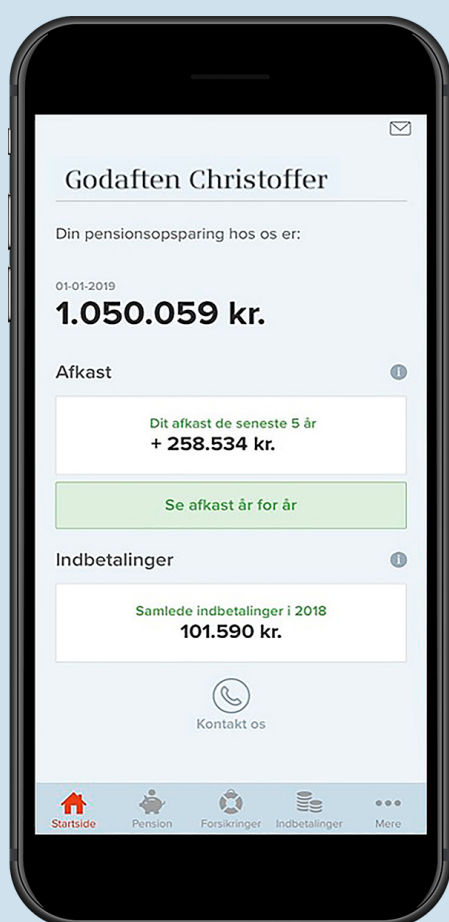 Godaften Christoffer
Din pensionsopsparing hos os er:
01-01-2019
1.050.059 kr.
Afkast
Dit afkast de seneste 5 år
+ 258.534 kr.
Se afkast år for år
Indbetalinger
Samlede indbetalinger i 2018
101.590 kr.
Kontakt os
Startside Pension Forsikringer Indbetalinger Mere